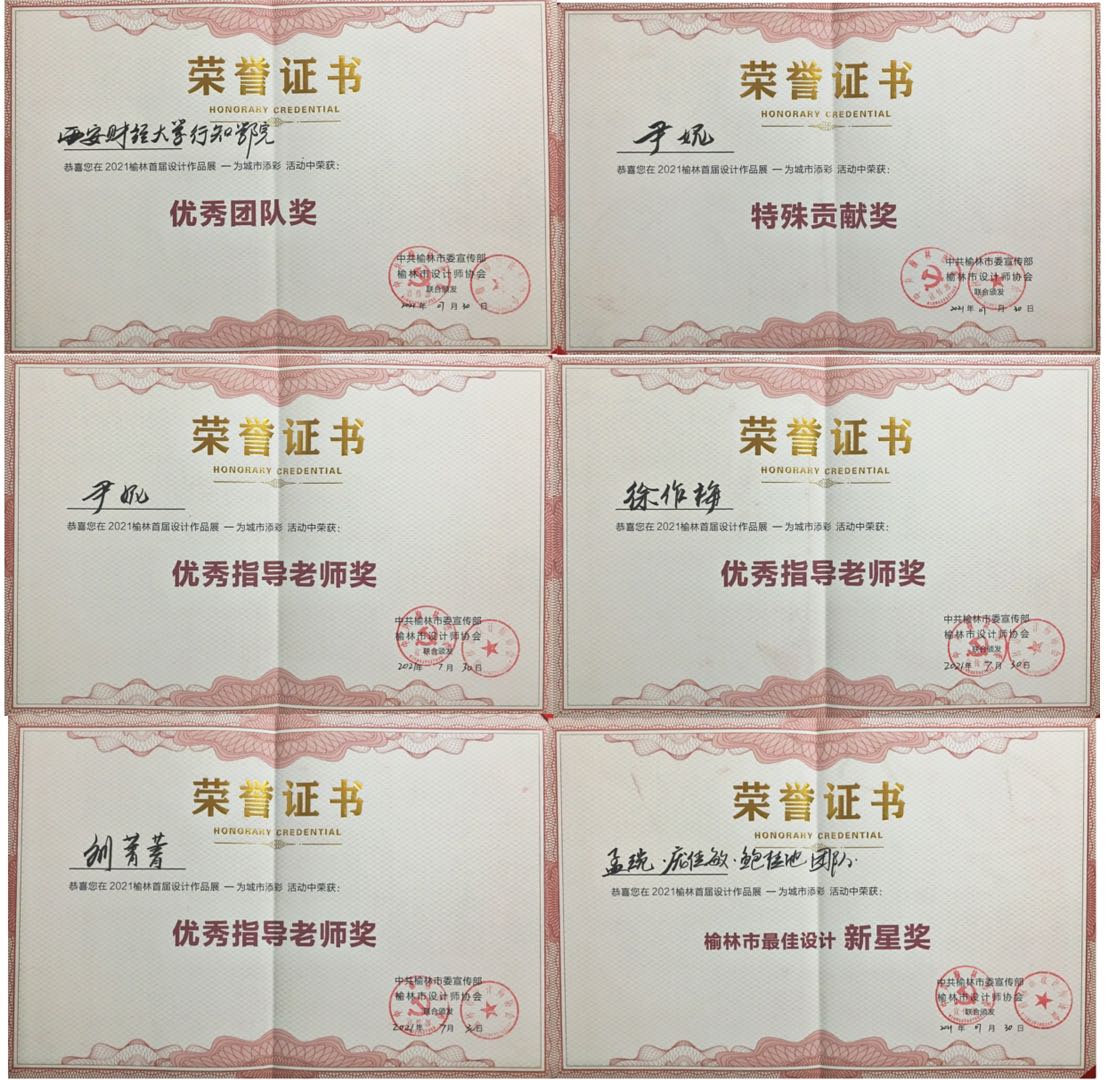 荣誉证书
HONORARY CREDENTIAL
西安财经大学行知学院
恭喜您在2021榆林首届设计作品展 一为城市添彩 活动中荣获：
优秀团队奖
中共榆林市委宣传部
榆林市设计师协会
联合颁发
2021年 07月 30日
荣誉证书
HONORARY CREDENTIAL
尹妮
恭喜您在2021榆林首届设计作品展 一为城市添彩 活动中荣获：
特殊贡献奖
中共榆林市委宣传部
榆林市设计师协会
联合颁发
2021年 07月 30日
荣誉证书
HONORARY CREDENTIAL
尹妮
恭喜您在2021榆林首届设计作品展 一为城市添彩 活动中荣获：
优秀指导老师奖
中共榆林市委宣传部
榆林市设计师协会
联合颁发
2021年 7月 30日
荣誉证书
HONORARY CREDENTIAL
徐作梅
恭喜您在2021榆林首届设计作品展 一为城市添彩 活动中荣获：
优秀指导老师奖
中共榆林市委宣传部
榆林市设计师协会
联合颁发
2021年 7月 30日
荣誉证书
HONORARY CREDENTIAL
刘菁菁
恭喜您在2021榆林首届设计作品展 一为城市添彩 活动中荣获：
优秀指导老师奖
中共榆林市委宣传部
榆林市设计师协会
联合颁发
2021年 7月 日
荣誉证书
HONORARY CREDENTIAL
孟瑞·庞佳敏·鲍 团队
恭喜您在2021榆林首届设计作品展 一为城市添彩 活动中荣获：
榆林市最佳设计 新星奖
中共榆林市委宣传部
榆林市设计师协会
联合颁发
2021年 07月 30日